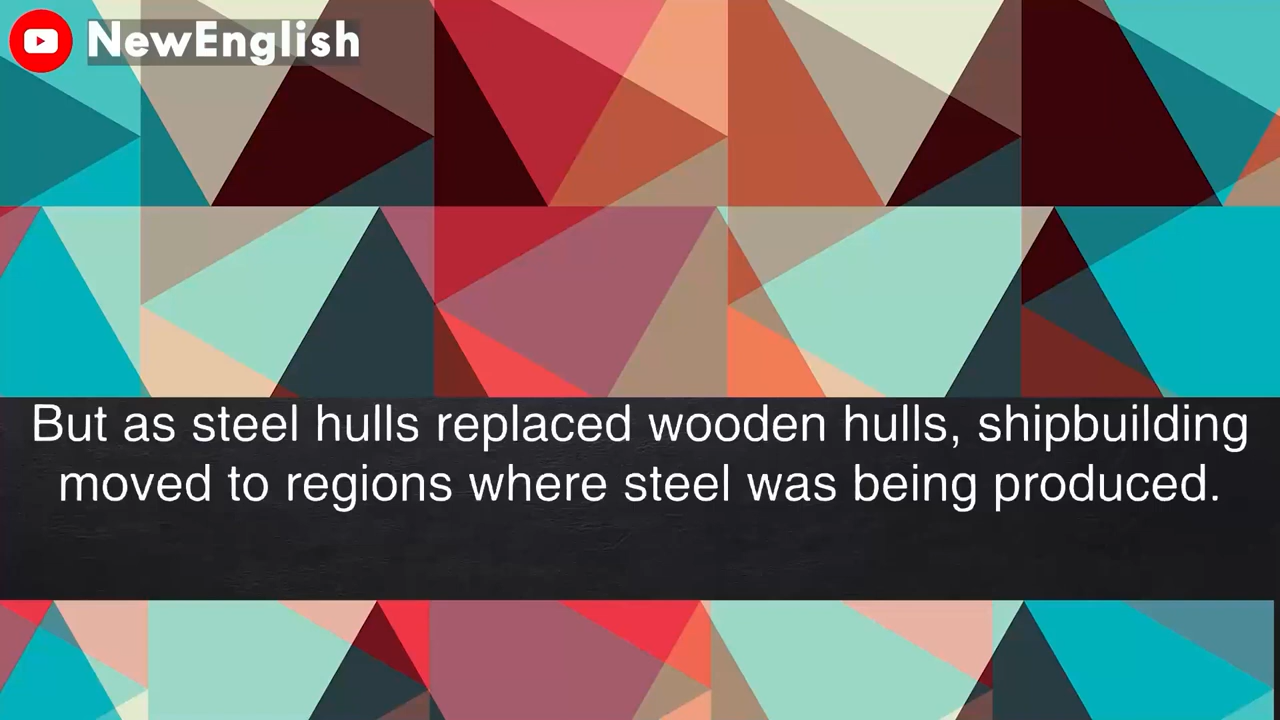 NewEnglish
But as steel hulls replaced wooden hulls, shipbuilding
moved to regions where steel was being produced.